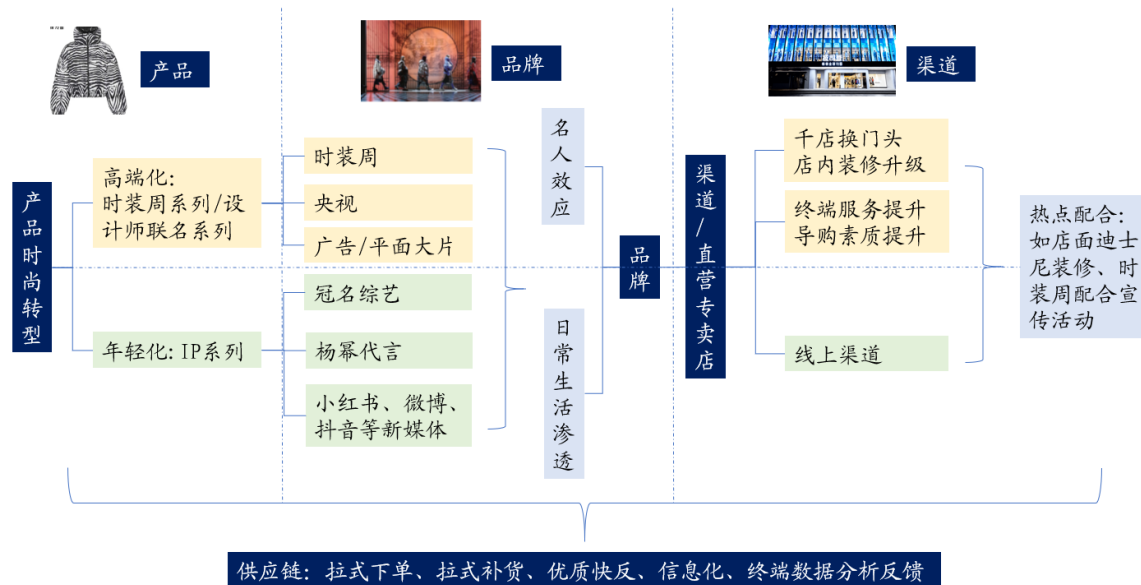 产品
品牌
渠道
产品时尚转型
高端化:
时装周系列/设
计师联名系列
年轻化: IP系列
时装周
央视
广告/平面大片
冠名综艺
杨幂代言
小红书、微博、
抖音等新媒体
名人效应
日常生活渗透
品牌
渠道/直营专卖店
千店换门头
店内装修升级
终端服务提升
导购素质提升
线上渠道
热点配合:
如店面迪士
尼装修、时
装周配合宣
传活动
供应链: 拉式下单、拉式补货、优质快反、信息化、终端数据分析反馈